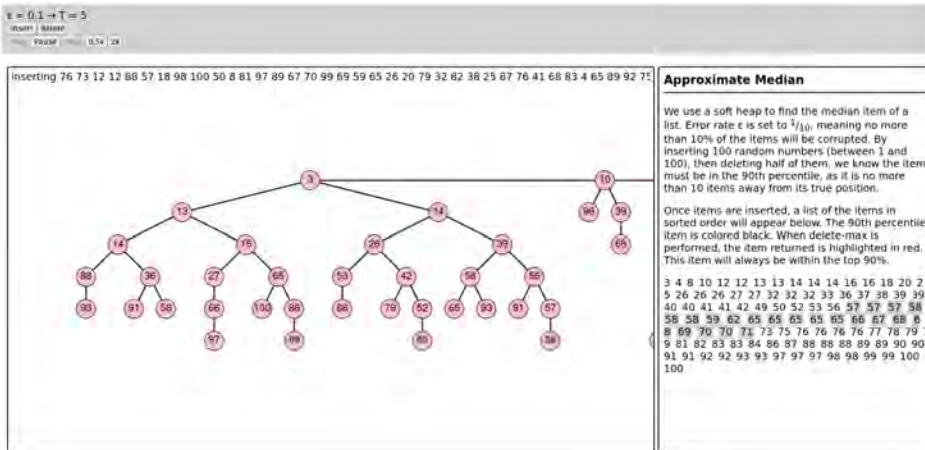 ε = 0.1 → T = 5
Insert Delete
Pause 0.5x 2x
Inserting 76 73 12 12 88 57 18 98 100 50 8 81 97 89 67 70 99 69 59 65 26 20 79 32 82 38 25 87 76 41 68 83 4 65 89 92 75
Approximate Median
We use a soft heap to find the median item of a
list. Error rate ε is set to 1/10, meaning no more
than 10% of the items will be corrupted. By
inserting 100 random numbers (between 1 and
100), then deleting half of them, we know the item
must be in the 90th percentile, as it is no more
than 10 items away from its true position.
Once items are inserted, a list of the items in
sorted order will appear below. The 90th percentile
item is colored black. When delete-max is
performed, the item returned is highlighted in red.
This item will always be within the top 90%.
3 4 8 10 12 12 13 13 14 14 14 16 16 18 20 2
5 26 26 26 27 27 32 32 32 33 36 37 38 39 39
40 40 41 41 42 49 50 52 53 56 57 57 57 58
58 58 59 62 65 65 65 65 65 66 67 68 6
8 69 70 70 71 73 75 76 76 76 76 77 78 79
9 81 82 83 83 84 86 87 88 88 88 89 89 90 90
91 91 92 92 93 93 97 97 97 98 98 99 99 100
100
3 10
13 14 98 39
14 15 26 39 69
88 36 27 65 53 42 58 55
93 91 58 66 100 86 88 79 52 65 93 91 57
97